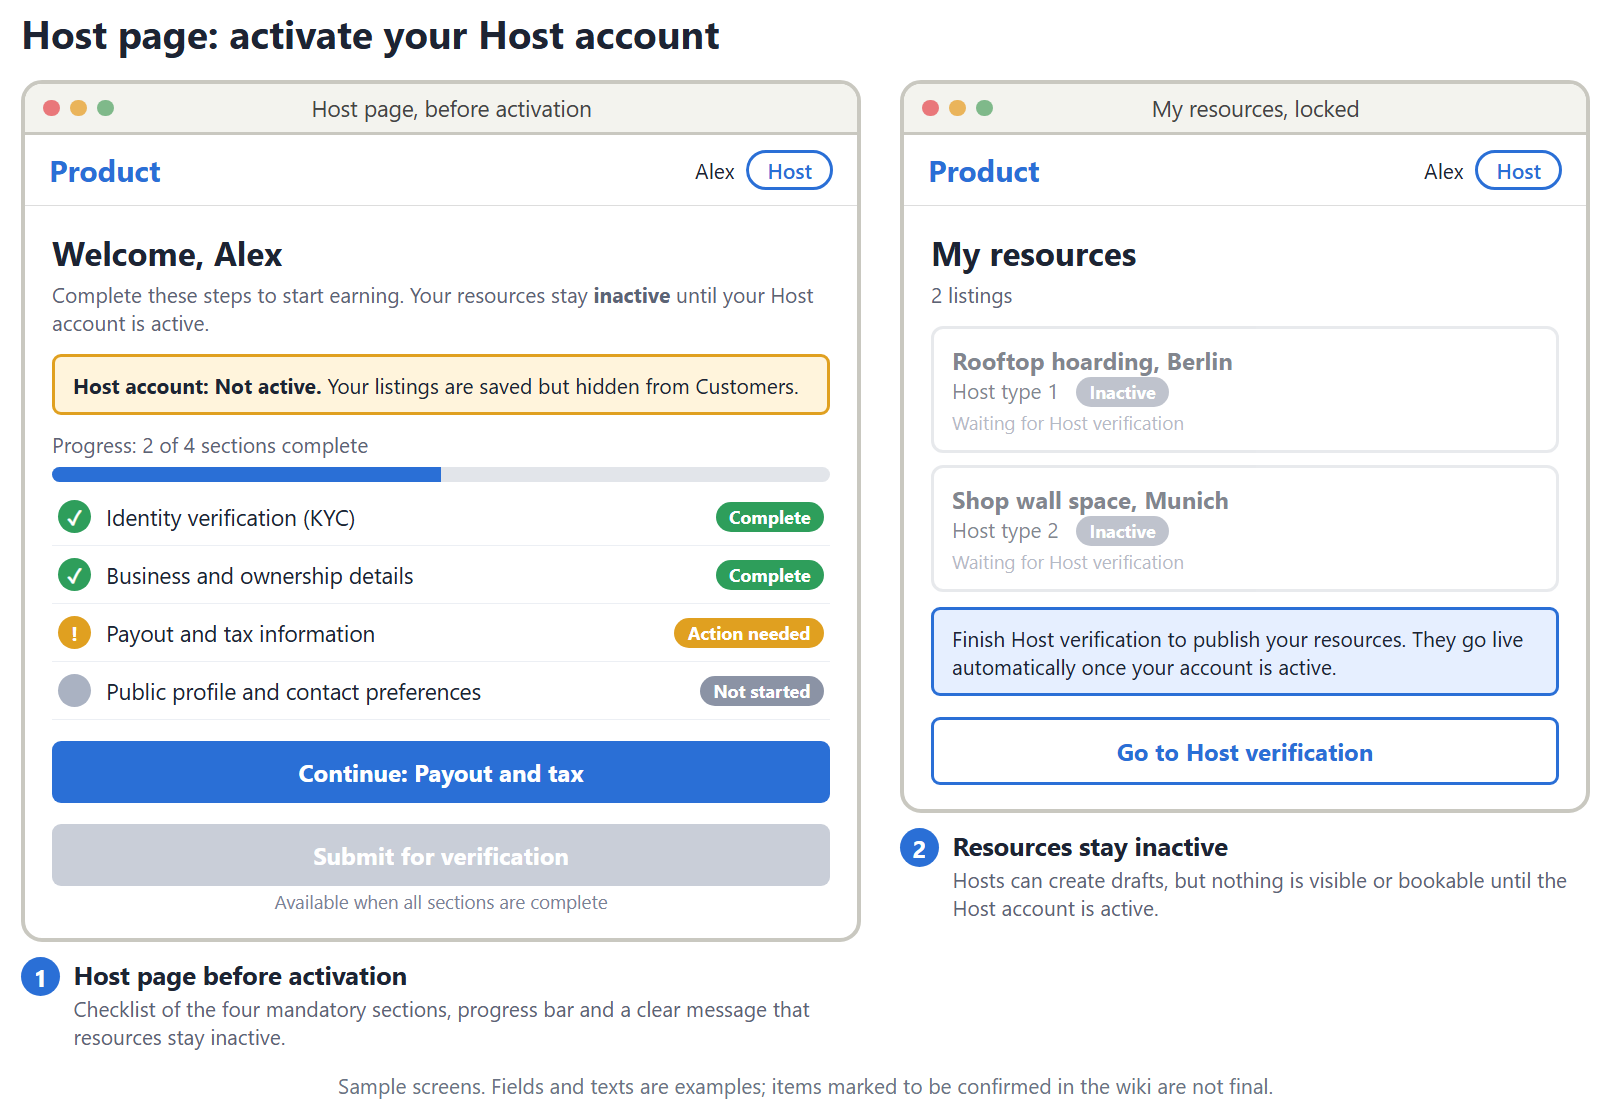 Host page: activate your Host account
Host page, before activation
Product
Alex
Host
Welcome, Alex
Complete these steps to start earning. Your resources stay inactive until your Host
account is active.
Host account: Not active. Your listings are saved but hidden from Customers.
Progress: 2 of 4 sections complete
Identity verification (KYC)
Complete
Business and ownership details
Complete
!
Payout and tax information
Action needed
Public profile and contact preferences
Not started
Continue: Payout and tax
Submit for verification
Available when all sections are complete
1
Host page before activation
Checklist of the four mandatory sections, progress bar and a clear message that
resources stay inactive.
My resources, locked
Product
Alex
Host
My resources
2 listings
Rooftop hoarding, Berlin
Host type 1
Inactive
Waiting for Host verification
Shop wall space, Munich
Host type 2
Inactive
Waiting for Host verification
Finish Host verification to publish your resources. They go live
automatically once your account is active.
Go to Host verification
2
Resources stay inactive
Hosts can create drafts, but nothing is visible or bookable until the
Host account is active.
Sample screens. Fields and texts are examples; items marked to be confirmed in the wiki are not final.